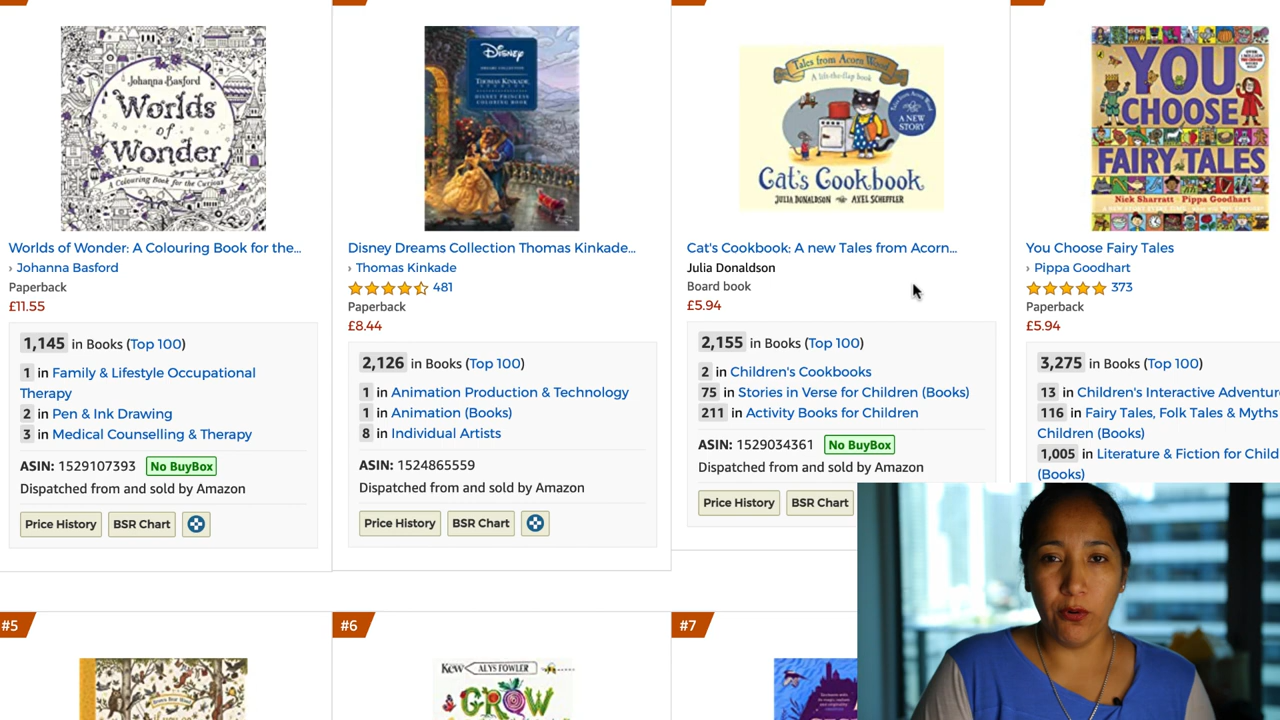 Johanna Basford
Worlds
of
Wonder
A Colouring Book for the Curious
Worlds of Wonder: A Colouring Book for the...
› Johanna Basford
Paperback
£11.55
1,145 in Books (Top 100)
1 in Family & Lifestyle Occupational
Therapy
2 in Pen & Ink Drawing
3 in Medical Counselling & Therapy
ASIN: 1529107393 No BuyBox
Dispatched from and sold by Amazon
Price History BSR Chart
Disney
DREAMS COLLECTION
THOMAS KINKADE
STUDIOS
DISNEY PRINCESS
COLORING BOOK
Disney Dreams Collection Thomas Kinkade...
› Thomas Kinkade
481
Paperback
£8.44
2,126 in Books (Top 100)
1 in Animation Production & Technology
1 in Animation (Books)
8 in Individual Artists
ASIN: 1524865559
Dispatched from and sold by Amazon
Price History BSR Chart
Tales from Acorn Wood
A lift-the-flap book
A NEW
STORY
Cat's Cookbook
JULIA DONALDSON AXEL SCHEFFLER
Cat's Cookbook: A new Tales from Acorn...
Julia Donaldson
Board book
£5.94
2,155 in Books (Top 100)
2 in Children's Cookbooks
75 in Stories in Verse for Children (Books)
211 in Activity Books for Children
ASIN: 1529034361 No BuyBox
Dispatched from and sold by Amazon
Price History BSR Chart
YOU
CHOOSE
FAIRY TALES
Nick Sharratt · Pippa Goodhart
You Choose Fairy Tales
› Pippa Goodhart
373
Paperback
£5.94
3,275 in Books (Top 100)
13 in Children's Interactive Adventur
116 in Fairy Tales, Folk Tales & Myths
Children (Books)
1,005 in Literature & Fiction for Child
(Books)
#5
#6
KEW ALYS FOWLER
GROW
#7